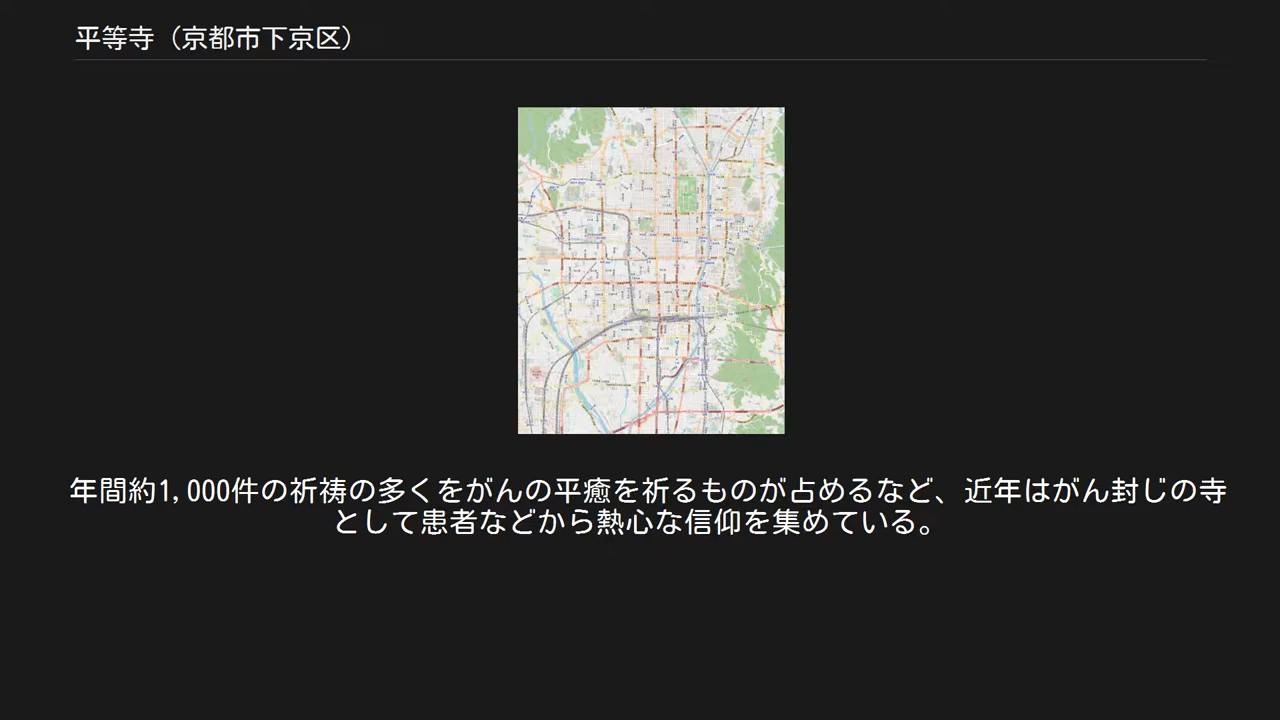 平等寺（京都市下京区）
年間約1,000件の祈祷の多くをがんの平癒を祈るものが占めるなど、近年はがん封じの寺
として患者などから熱心な信仰を集めている。